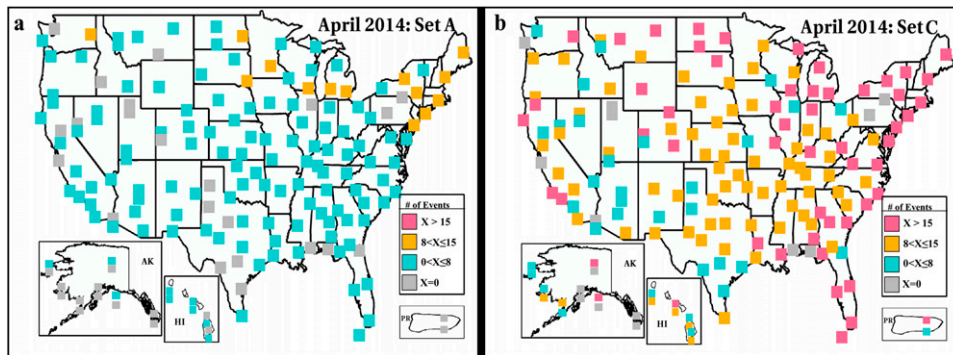 a
April 2014: Set A
# of Events
X > 15
8<X≤15
0<X≤8
X=0
AK
HI
PR
b
April 2014: Set C
# of Events
X > 15
8<X≤15
0<X≤8
X=0
AK
HI
PR